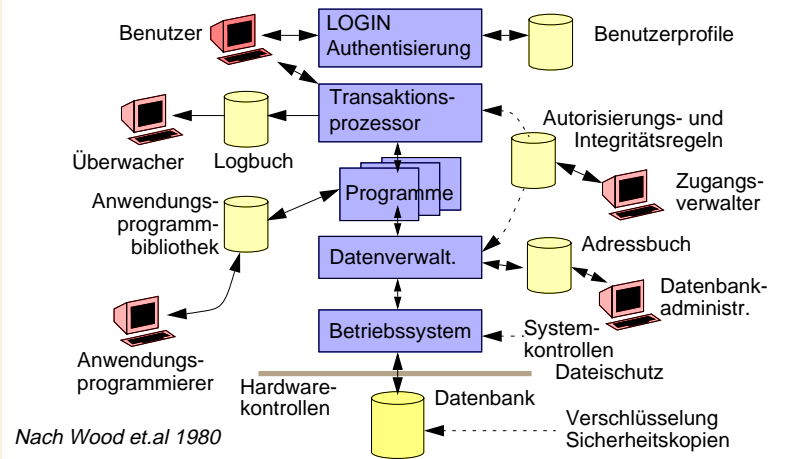 Benutzer
LOGIN
Authentisierung
Benutzerprofile
Transaktions-
prozessor
Autorisierungs- und
Integritätsregeln
Überwacher
Logbuch
Zugangs-
verwalter
Anwendungs-
programm-
bibliothek
Programme
Datenverwalt.
Adressbuch
Datenbank-
administr.
Betriebssystem
System-
kontrollen
Dateischutz
Anwendungs-
programmierer
Hardware-
kontrollen
Datenbank
Verschlüsselung
Sicherheitskopien
Nach Wood et.al 1980